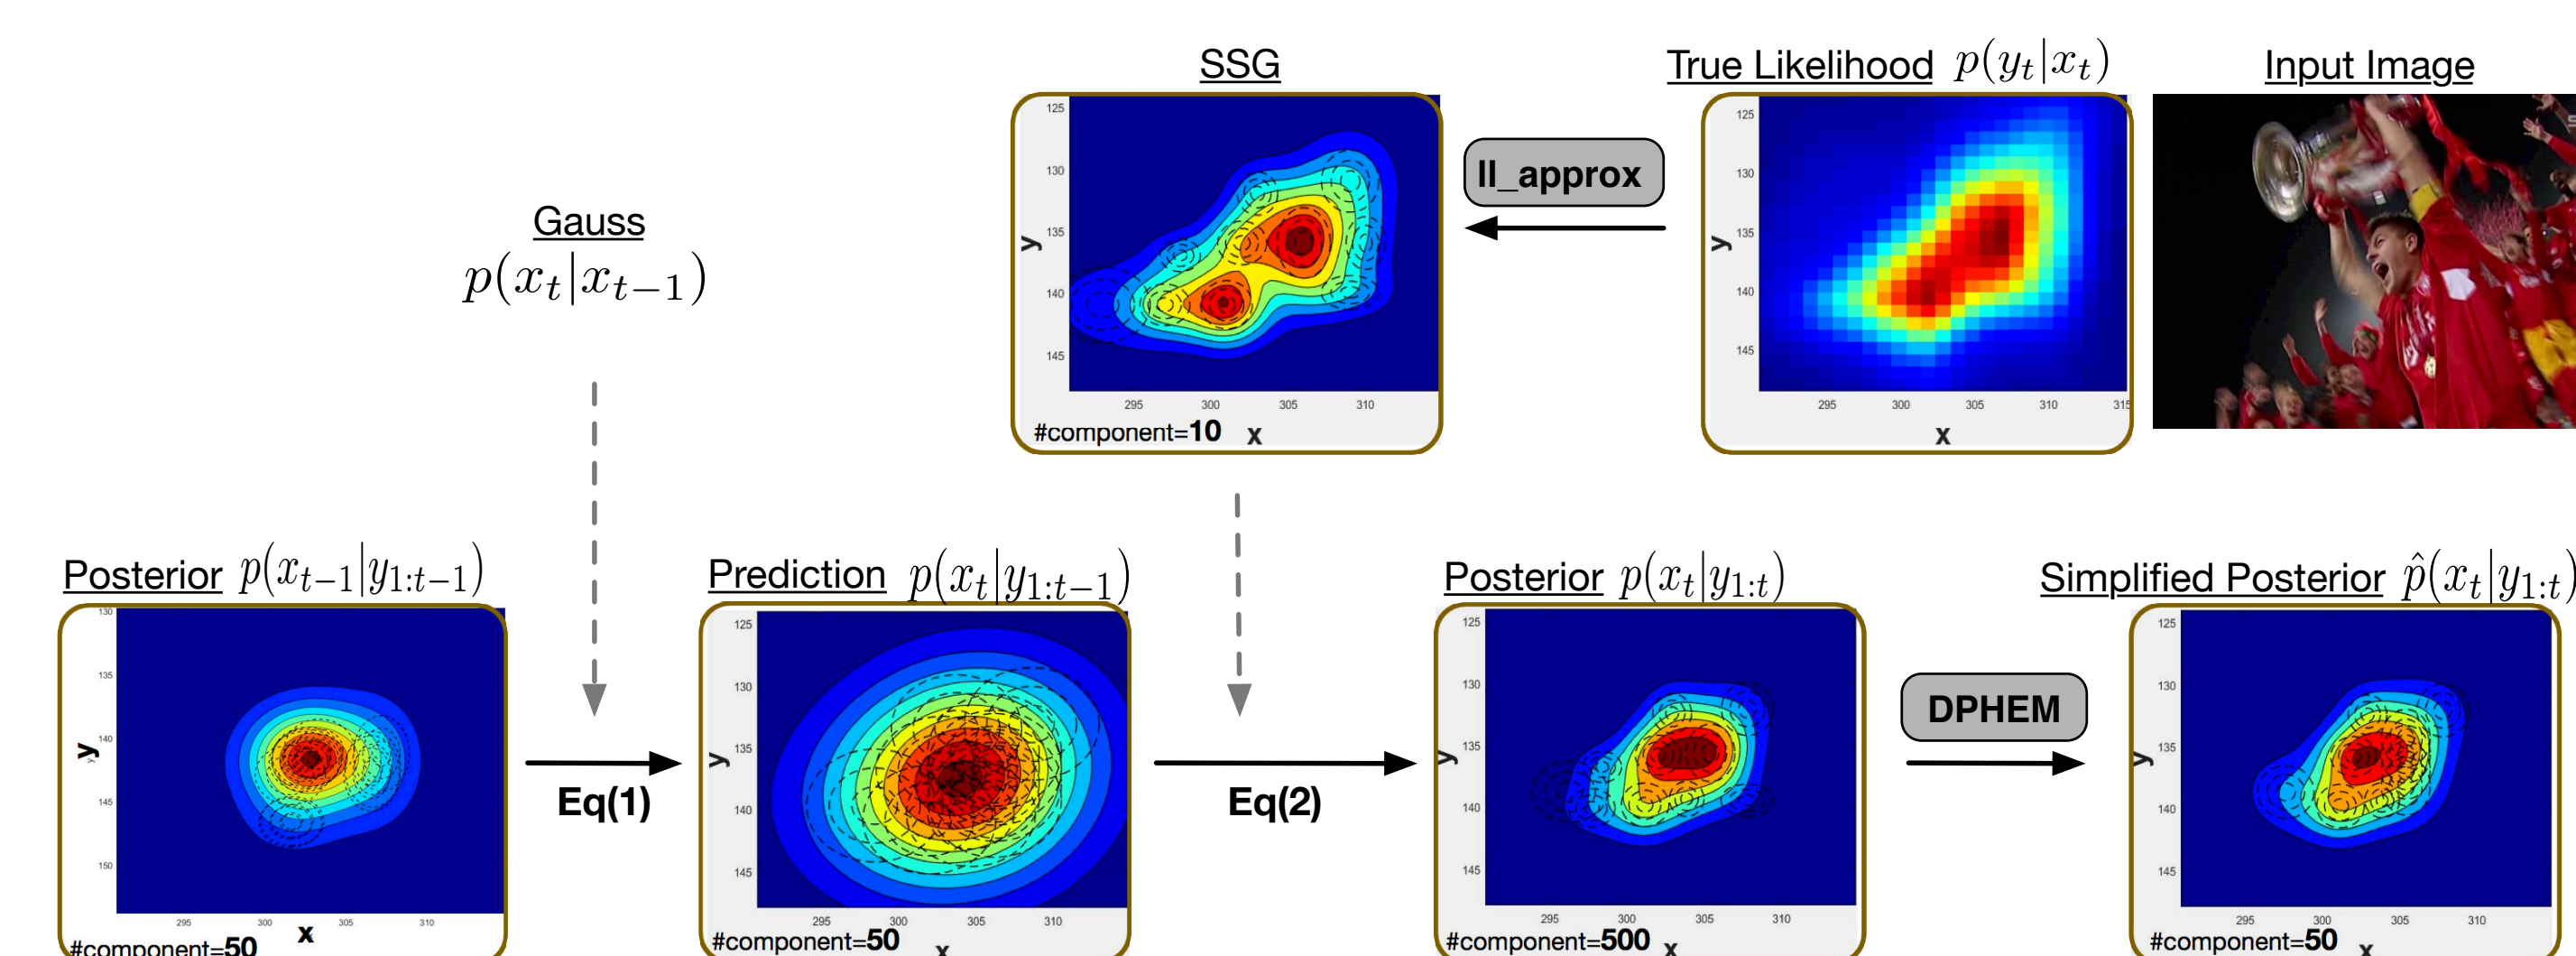 SSG
True Likelihood p(y_t|x_t)
Input Image
125
130
135
140
145
y
295 300 305 310
#component=10 x
ll_approx
125
130
135
140
145
y
295 300 305 310 315
x
Gauss
p(x_t|x_{t-1})
Posterior p(x_{t-1}|y_{1:t-1})
130
135
140
145
150
y
y
295 300 305 310
x
#component=50
Eq(1)
Prediction p(x_t|y_{1:t-1})
125
130
135
140
145
y
295 300 305 310
#component=50 x
Eq(2)
Posterior p(x_t|y_{1:t})
125
130
135
140
145
y
295 300 305 310
#component=500 x
DPHEM
Simplified Posterior p̂(x_t|y_{1:t})
125
130
135
140
145
y
295 300 305 310
#component=50 x